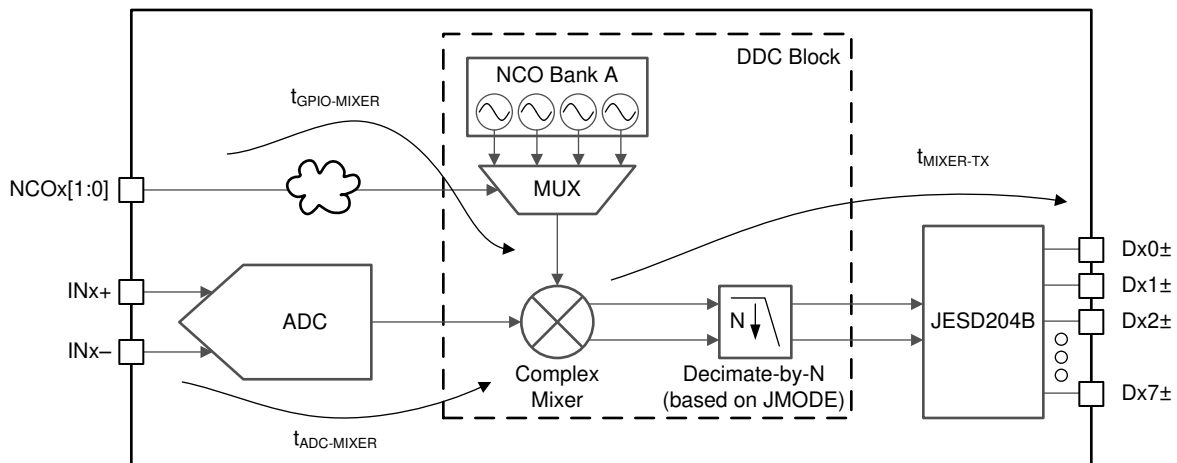 DDC Block
NCO Bank A
tGPIO-MIXER
tMIXER-TX
NCOx[1:0]
MUX
Dx0±
INx+
Dx1±
ADC
N
JESD204B
Dx2±
INx–
Complex
Mixer
Decimate-by-N
(based on JMODE)
Dx7±
tADC-MIXER